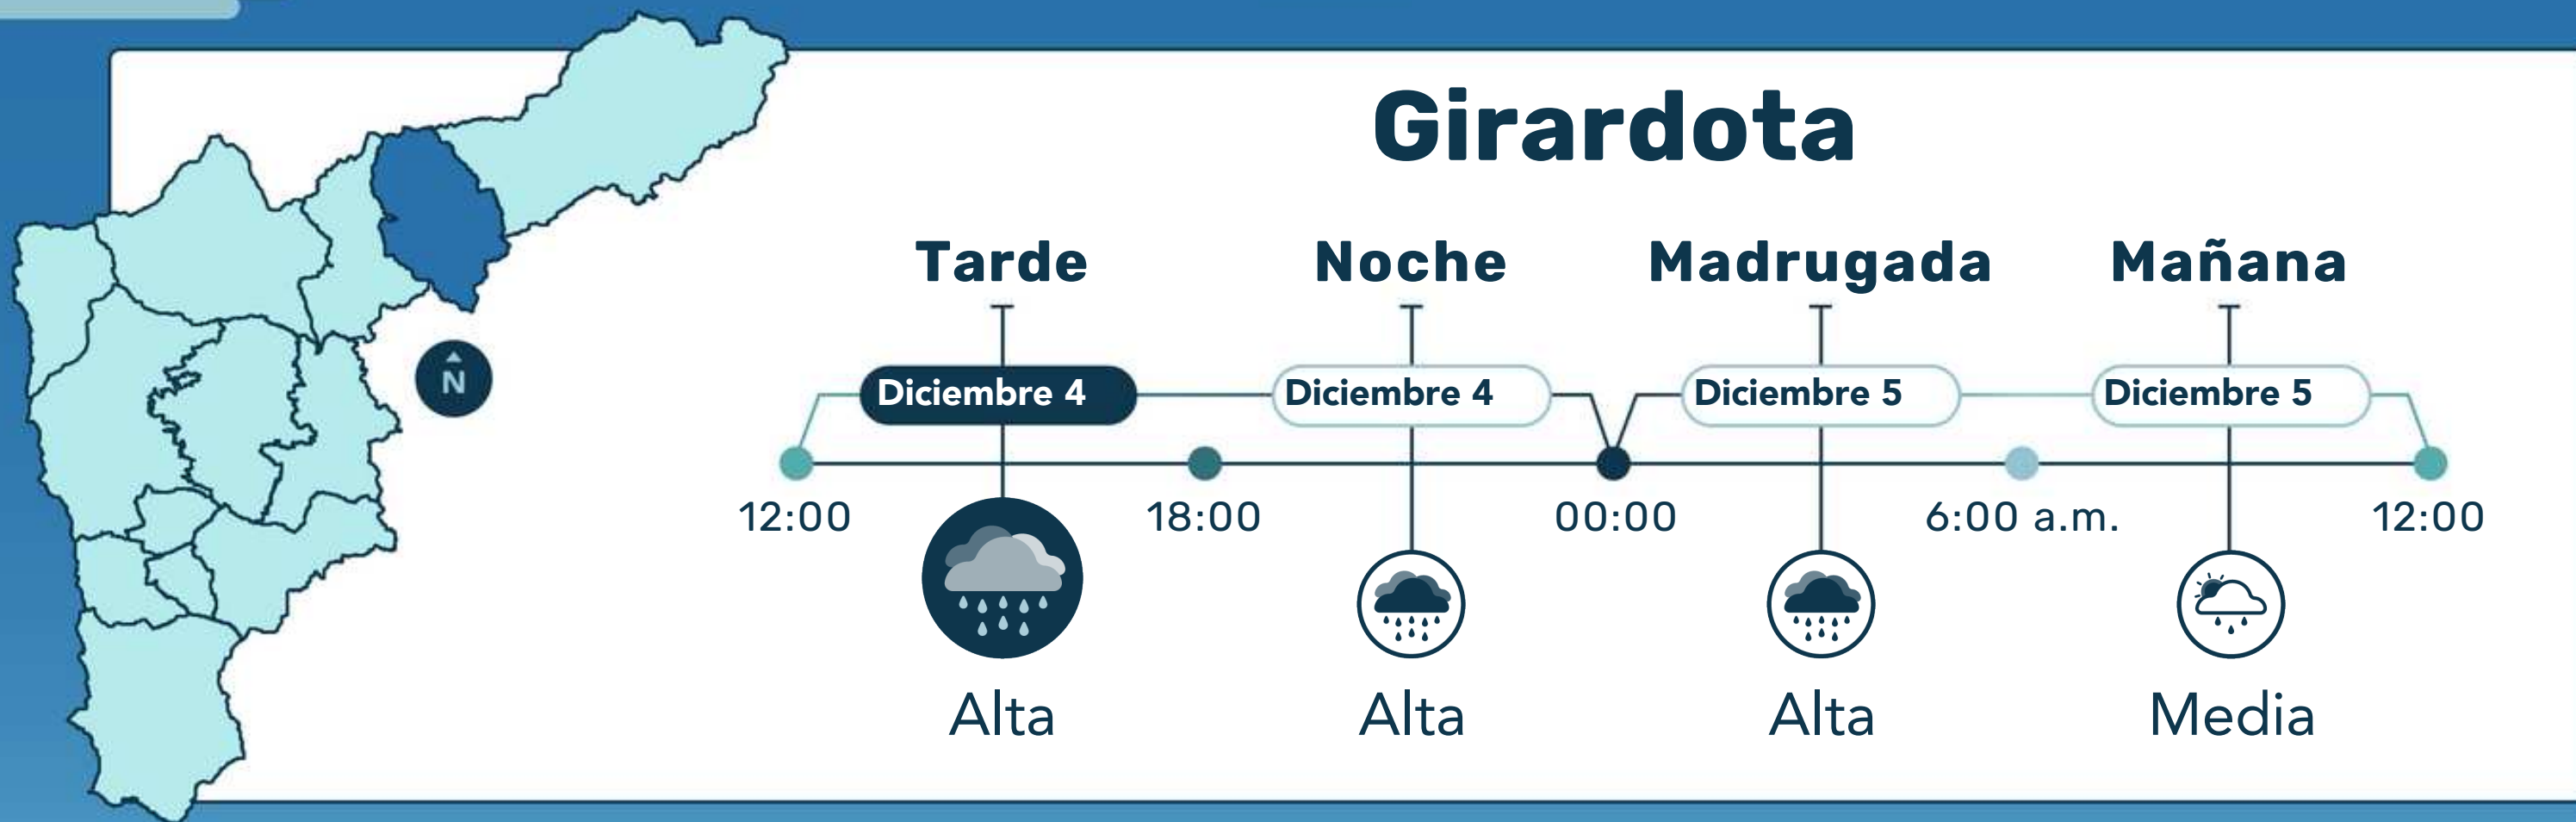 Girardota
Tarde Noche Madrugada Mañana
Diciembre 4 Diciembre 4 Diciembre 5 Diciembre 5
N
12:00 18:00 00:00 6:00 a.m. 12:00
Alta Alta Alta Media